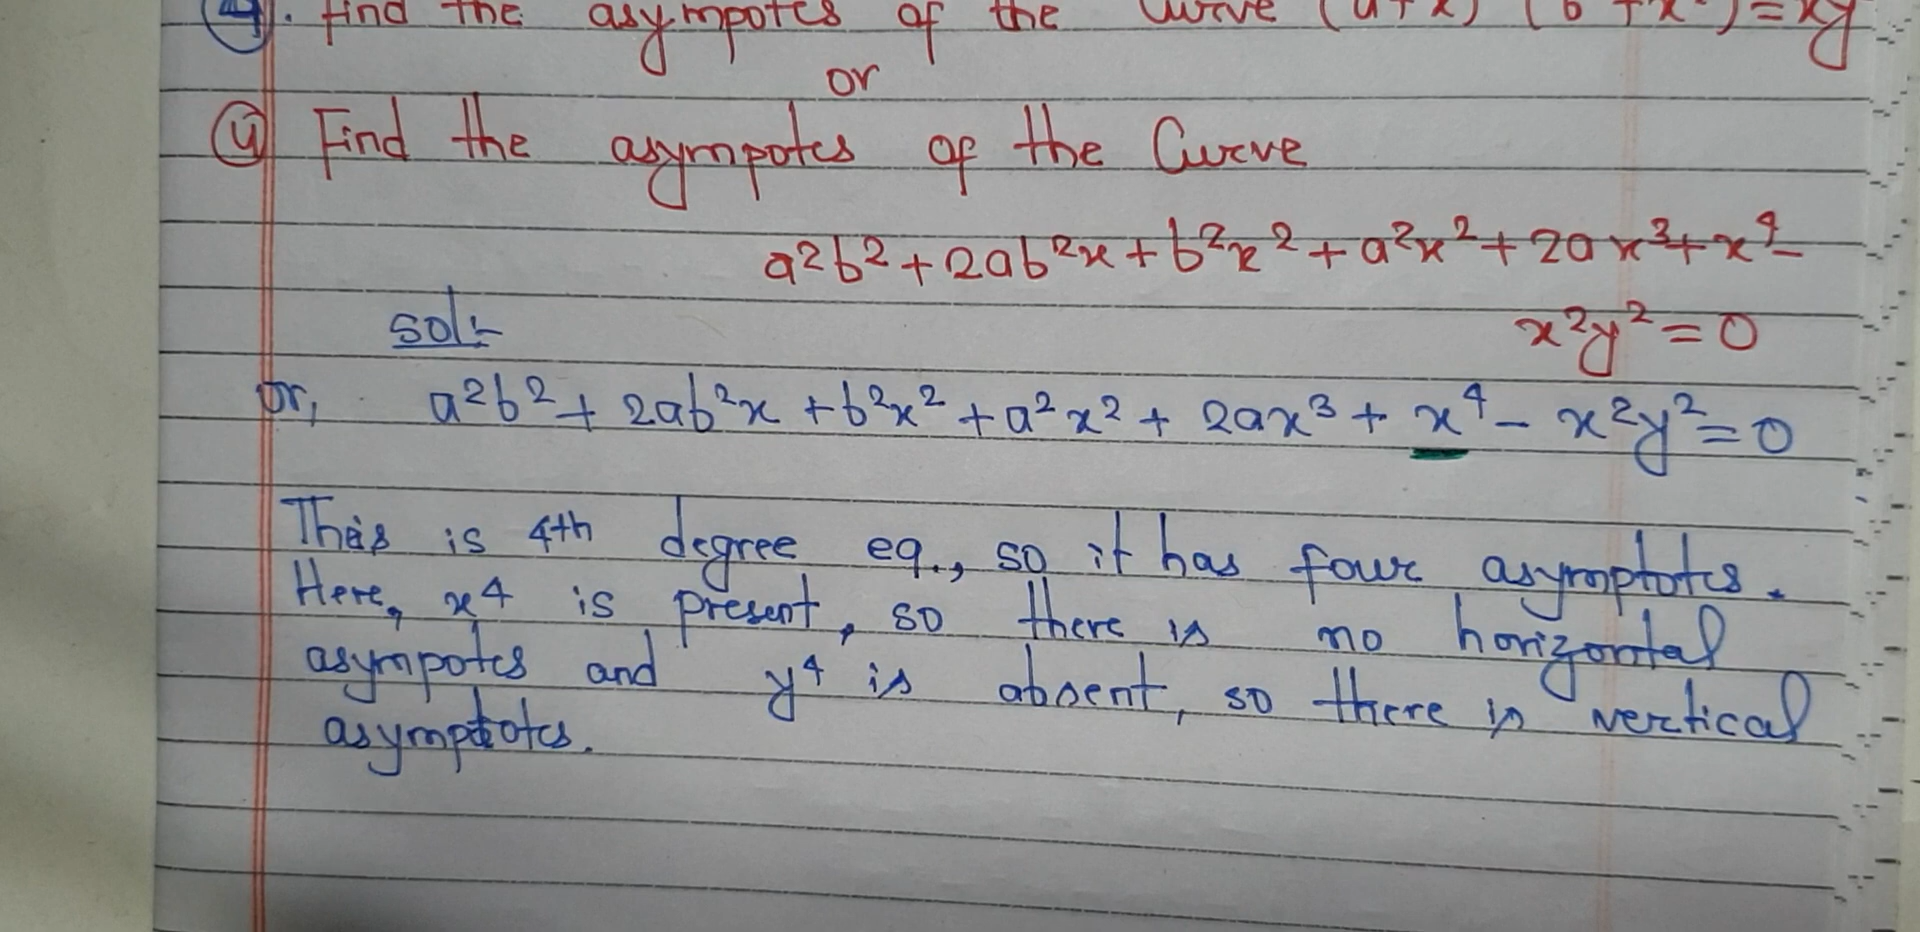 ④. find the asympotes of the Curve (a+x) (b +x²)=xy
or
④ Find the asympotes of the Curve
a²b²+2ab²x+b²x²+a²x²+2ax³+x⁴-
x²y²=0
sol:-
or, a²b²+2ab²x+b²x²+a²x²+2ax³+x⁴-x²y²=0
This is 4th degree eq., so it has four asymptotes.
Here, x⁴ is present, so there is no horizontal
asympotes and y⁴ is absent, so there is vertical
asymptotes.